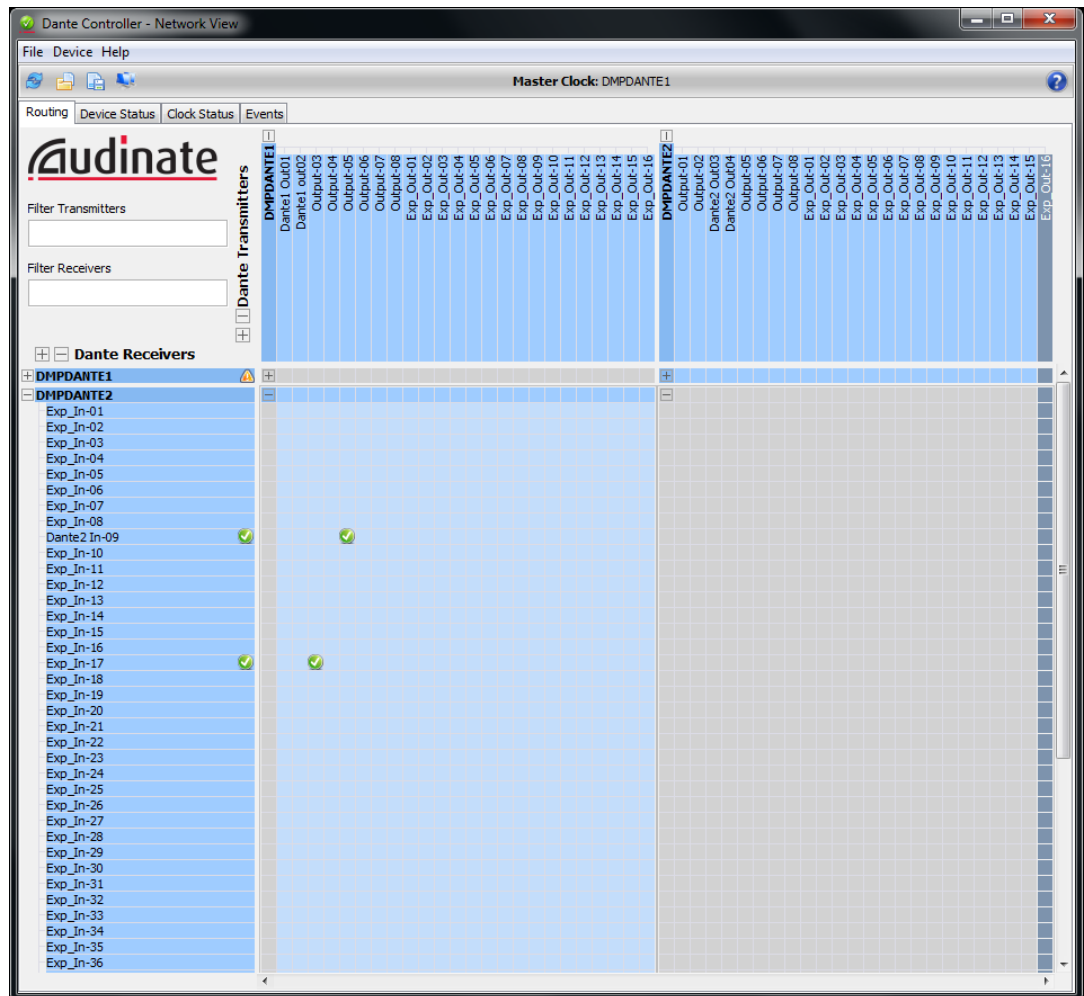 Dante Controller - Network View
File Device Help
Master Clock: DMPDANTE1
Routing Device Status Clock Status Events
Audinate
Filter Transmitters
Filter Receivers
Dante Transmitters
Dante Receivers
DMPDANTE1
Dante1 Out01
Dante1 out02
Output-03
Output-04
Output-05
Output-06
Output-07
Output-08
Exp_Out-01
Exp_Out-02
Exp_Out-03
Exp_Out-04
Exp_Out-05
Exp_Out-06
Exp_Out-07
Exp_Out-08
Exp_Out-09
Exp_Out-10
Exp_Out-11
Exp_Out-12
Exp_Out-13
Exp_Out-14
Exp_Out-15
Exp_Out-16
DMPDANTE2
Output-01
Output-02
Dante2 Out03
Dante2 Out04
Output-05
Output-06
Output-07
Output-08
Exp_Out-01
Exp_Out-02
Exp_Out-03
Exp_Out-04
Exp_Out-05
Exp_Out-06
Exp_Out-07
Exp_Out-08
Exp_Out-09
Exp_Out-10
Exp_Out-11
Exp_Out-12
Exp_Out-13
Exp_Out-14
Exp_Out-15
Exp_Out-16
DMPDANTE1
DMPDANTE2
Exp_In-01
Exp_In-02
Exp_In-03
Exp_In-04
Exp_In-05
Exp_In-06
Exp_In-07
Exp_In-08
Dante2 In-09
Exp_In-10
Exp_In-11
Exp_In-12
Exp_In-13
Exp_In-14
Exp_In-15
Exp_In-16
Exp_In-17
Exp_In-18
Exp_In-19
Exp_In-20
Exp_In-21
Exp_In-22
Exp_In-23
Exp_In-24
Exp_In-25
Exp_In-26
Exp_In-27
Exp_In-28
Exp_In-29
Exp_In-30
Exp_In-31
Exp_In-32
Exp_In-33
Exp_In-34
Exp_In-35
Exp_In-36